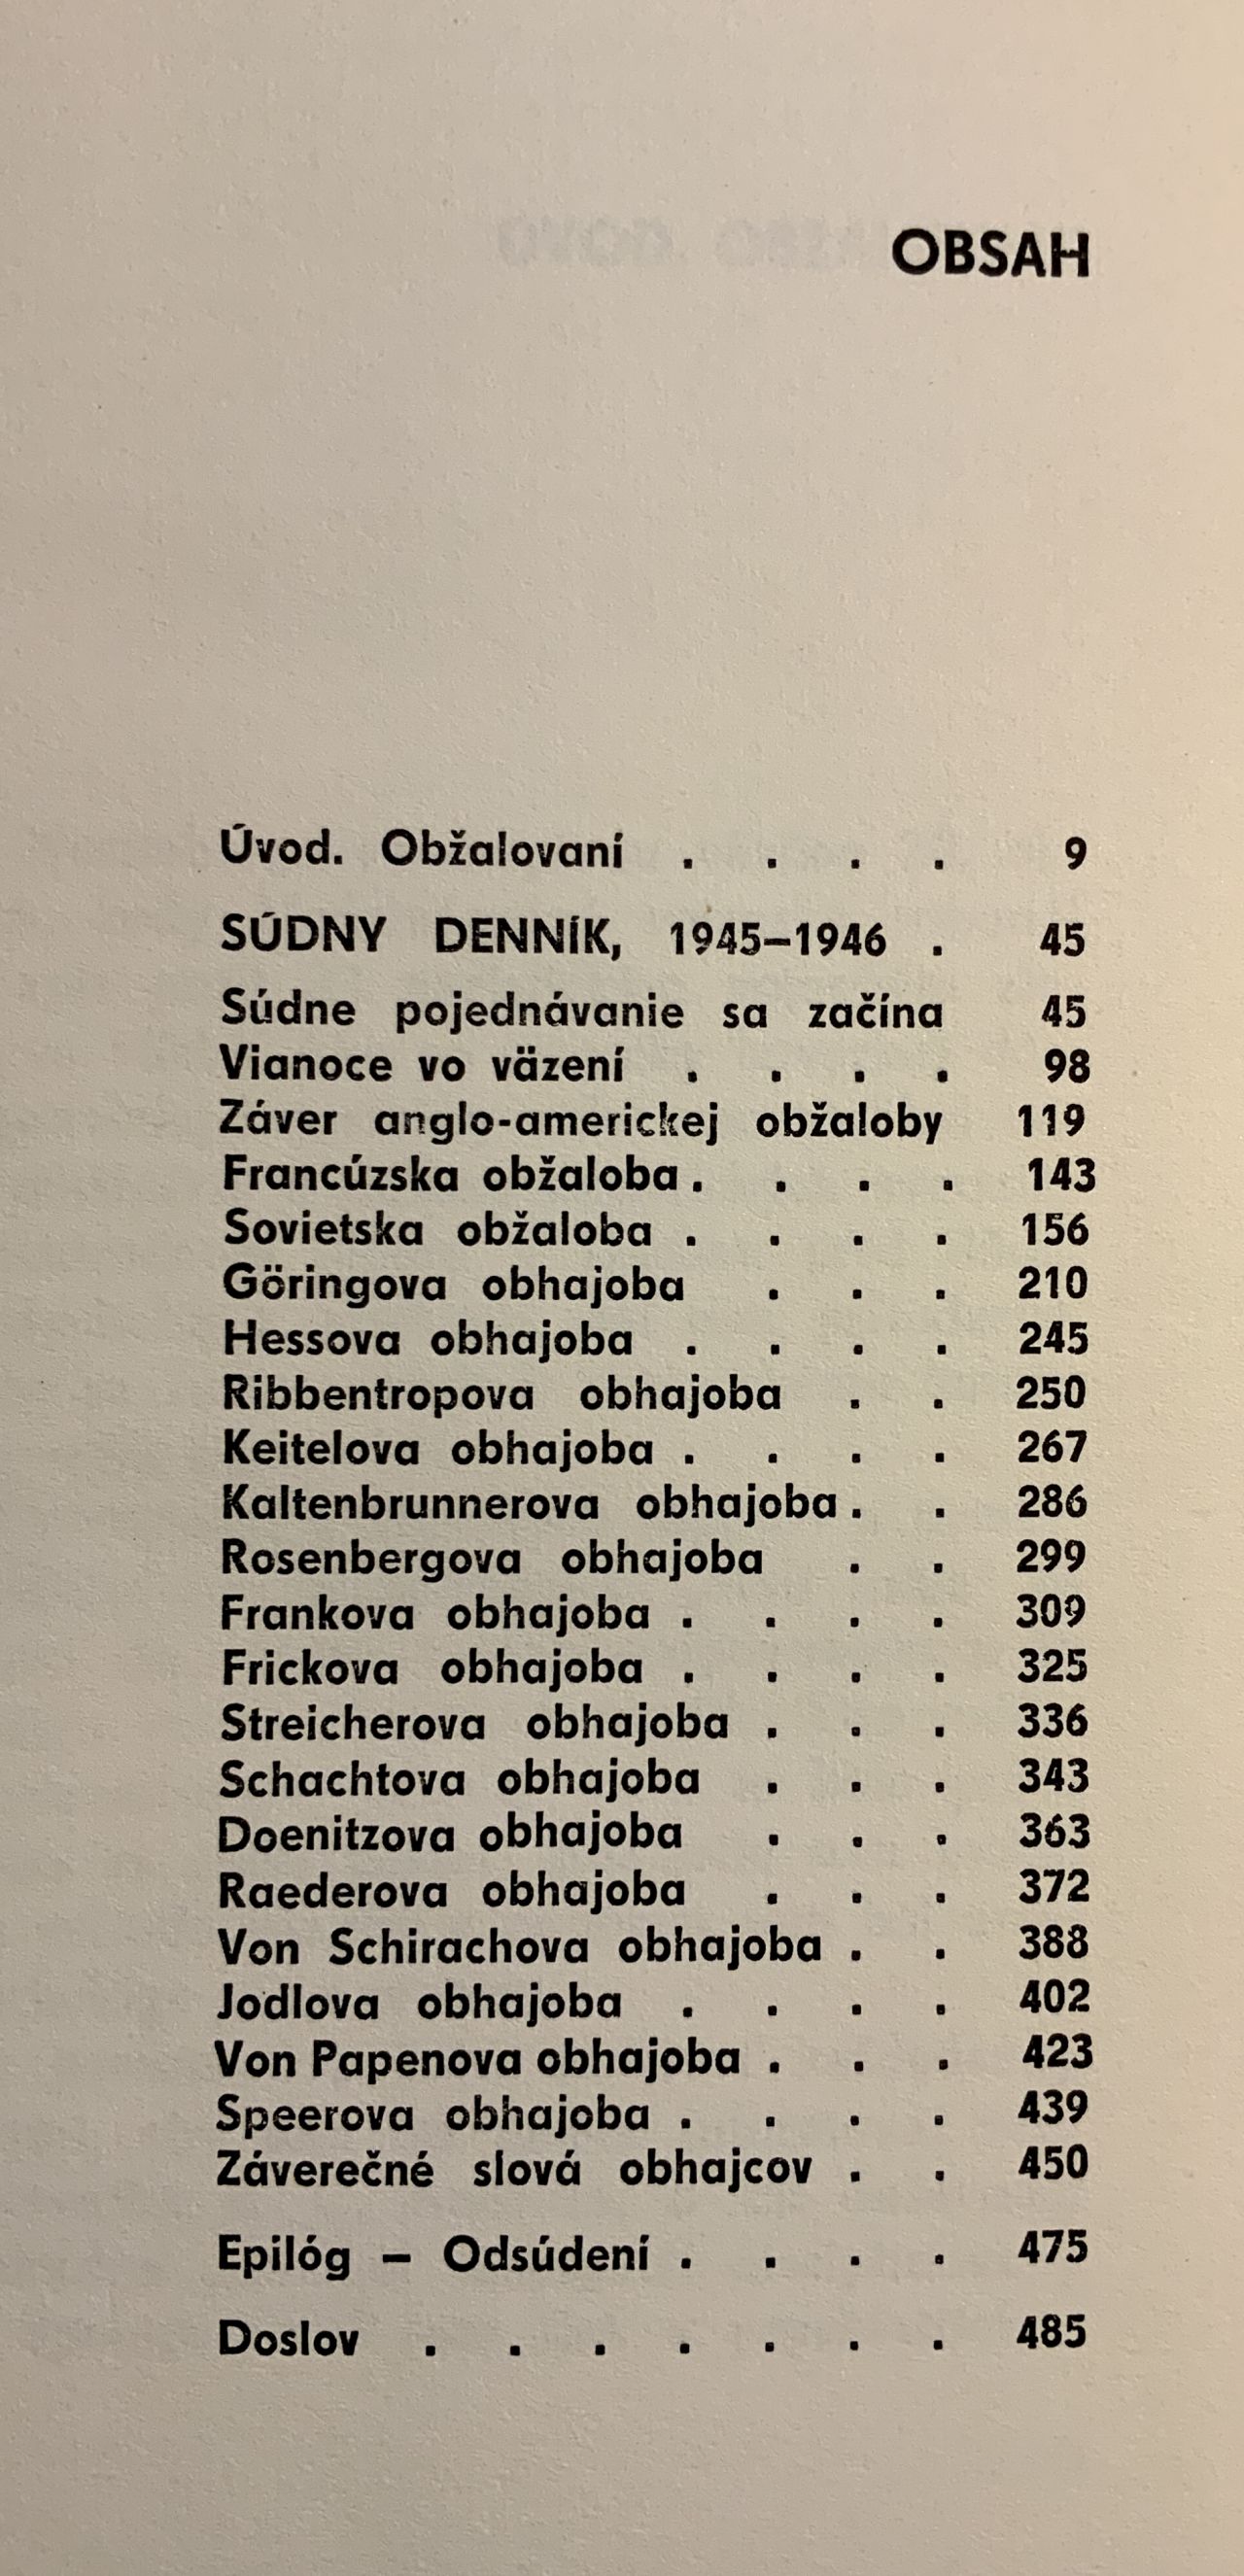 OBSAH
Úvod. Obžalovaní . . . . 9
SÚDNY DENNÍK, 1945–1946 . 45
Súdne pojednávanie sa začína 45
Vianoce vo väzení . . . . 98
Záver anglo-americkej obžaloby 119
Francúzska obžaloba . . . . 143
Sovietska obžaloba . . . . 156
Göringova obhajoba . . . 210
Hessova obhajoba . . . . 245
Ribbentropova obhajoba . . 250
Keitelova obhajoba . . . . 267
Kaltenbrunnerova obhajoba . . 286
Rosenbergova obhajoba . . 299
Frankova obhajoba . . . . 309
Frickova obhajoba . . . . 325
Streicherova obhajoba . . . 336
Schachtova obhajoba . . . 343
Doenitzova obhajoba . . . 363
Raederova obhajoba . . . 372
Von Schirachova obhajoba . . 388
Jodlova obhajoba . . . . 402
Von Papenova obhajoba . . . 423
Speerova obhajoba . . . . 439
Záverečné slová obhajcov . . 450
Epilóg – Odsúdení . . . . 475
Doslov . . . . . . . 485